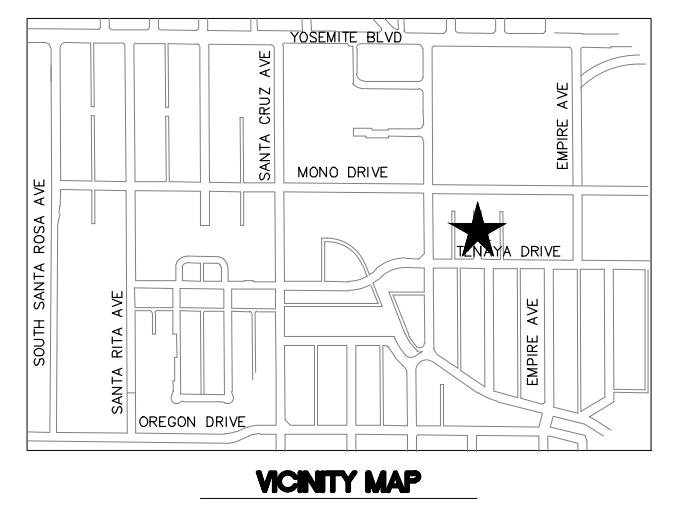 YOSEMITE BLVD
SANTA CRUZ AVE
EMPIRE AVE
MONO DRIVE
SOUTH SANTA ROSA AVE
TENAYA DRIVE
SANTA RITA AVE
EMPIRE AVE
OREGON DRIVE
VICINITY MAP